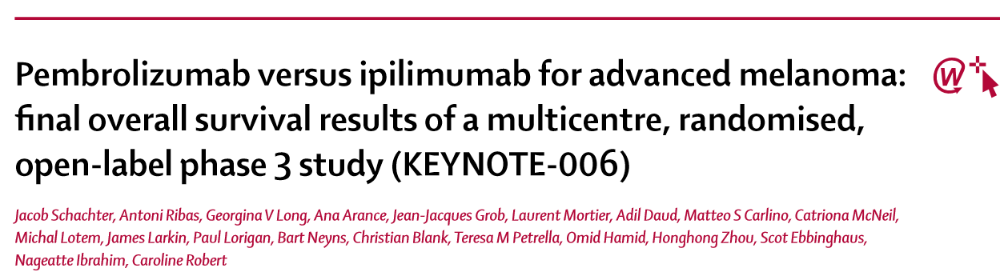 Pembrolizumab versus ipilimumab for advanced melanoma:
final overall survival results of a multicentre, randomised,
open-label phase 3 study (KEYNOTE-006)
W
Jacob Schachter, Antoni Ribas, Georgina V Long, Ana Arance, Jean-Jacques Grob, Laurent Mortier, Adil Daud, Matteo S Carlino, Catriona McNeil,
Michal Lotem, James Larkin, Paul Lorigan, Bart Neyns, Christian Blank, Teresa M Petrella, Omid Hamid, Honghong Zhou, Scot Ebbinghaus,
Nageatte Ibrahim, Caroline Robert